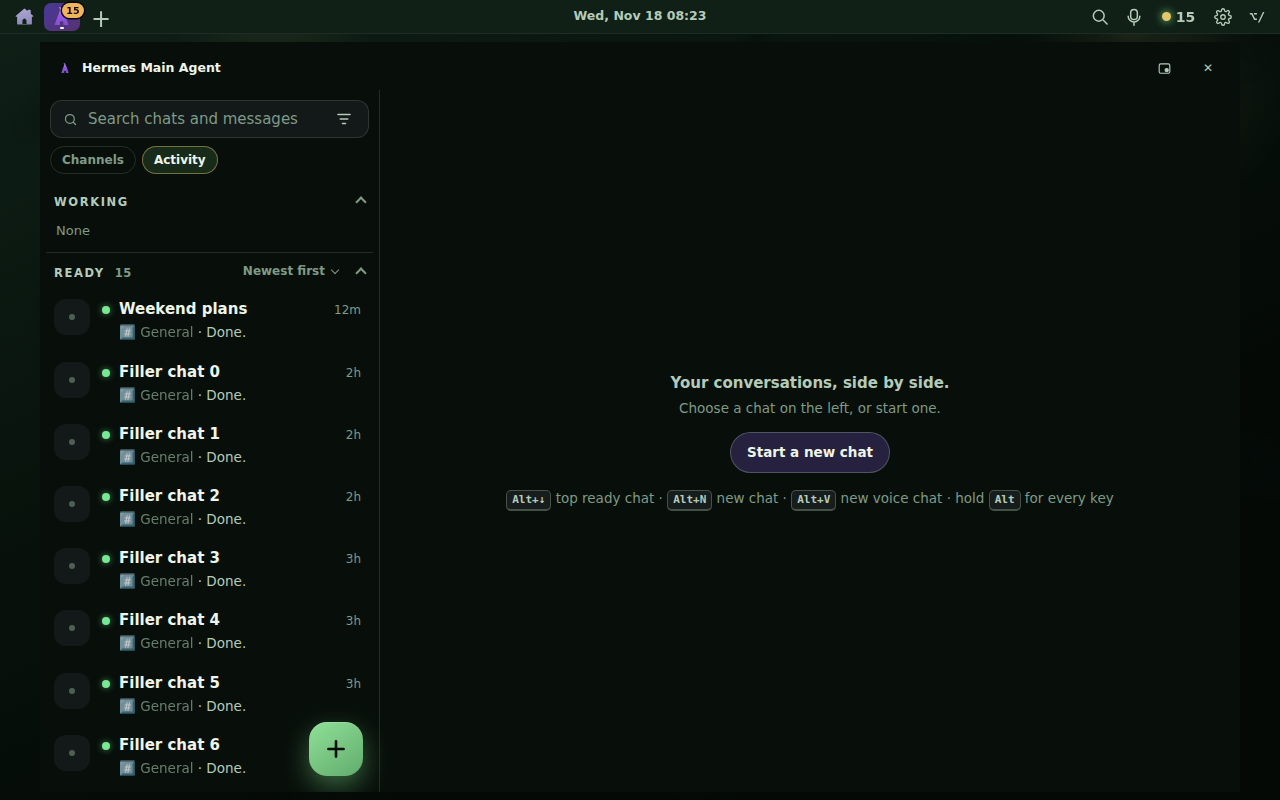 15
Wed, Nov 18 08:23
15
Hermes Main Agent
Search chats and messages
Channels
Activity
WORKING
None
READY 15
Newest first
Weekend plans
12m
# General · Done.
Filler chat 0
2h
# General · Done.
Filler chat 1
2h
# General · Done.
Filler chat 2
2h
# General · Done.
Filler chat 3
3h
# General · Done.
Filler chat 4
3h
# General · Done.
Filler chat 5
3h
# General · Done.
Filler chat 6
# General · Done.
Your conversations, side by side.
Choose a chat on the left, or start one.
Start a new chat
Alt+↓ top ready chat · Alt+N new chat · Alt+V new voice chat · hold Alt for every key